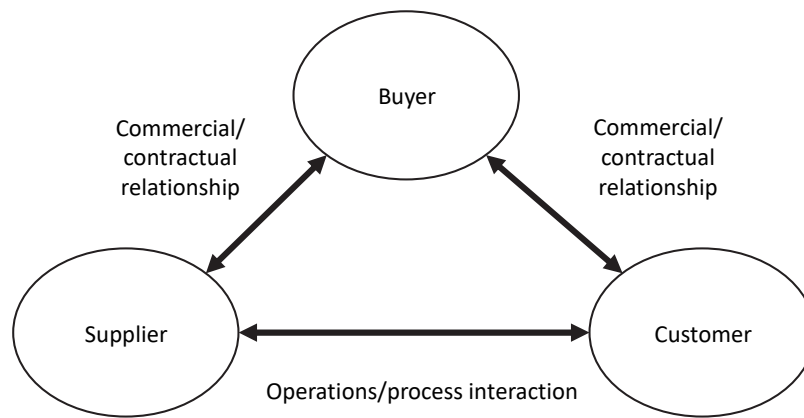 Buyer
Commercial/
contractual
relationship
Commercial/
contractual
relationship
Supplier
Customer
Operations/process interaction